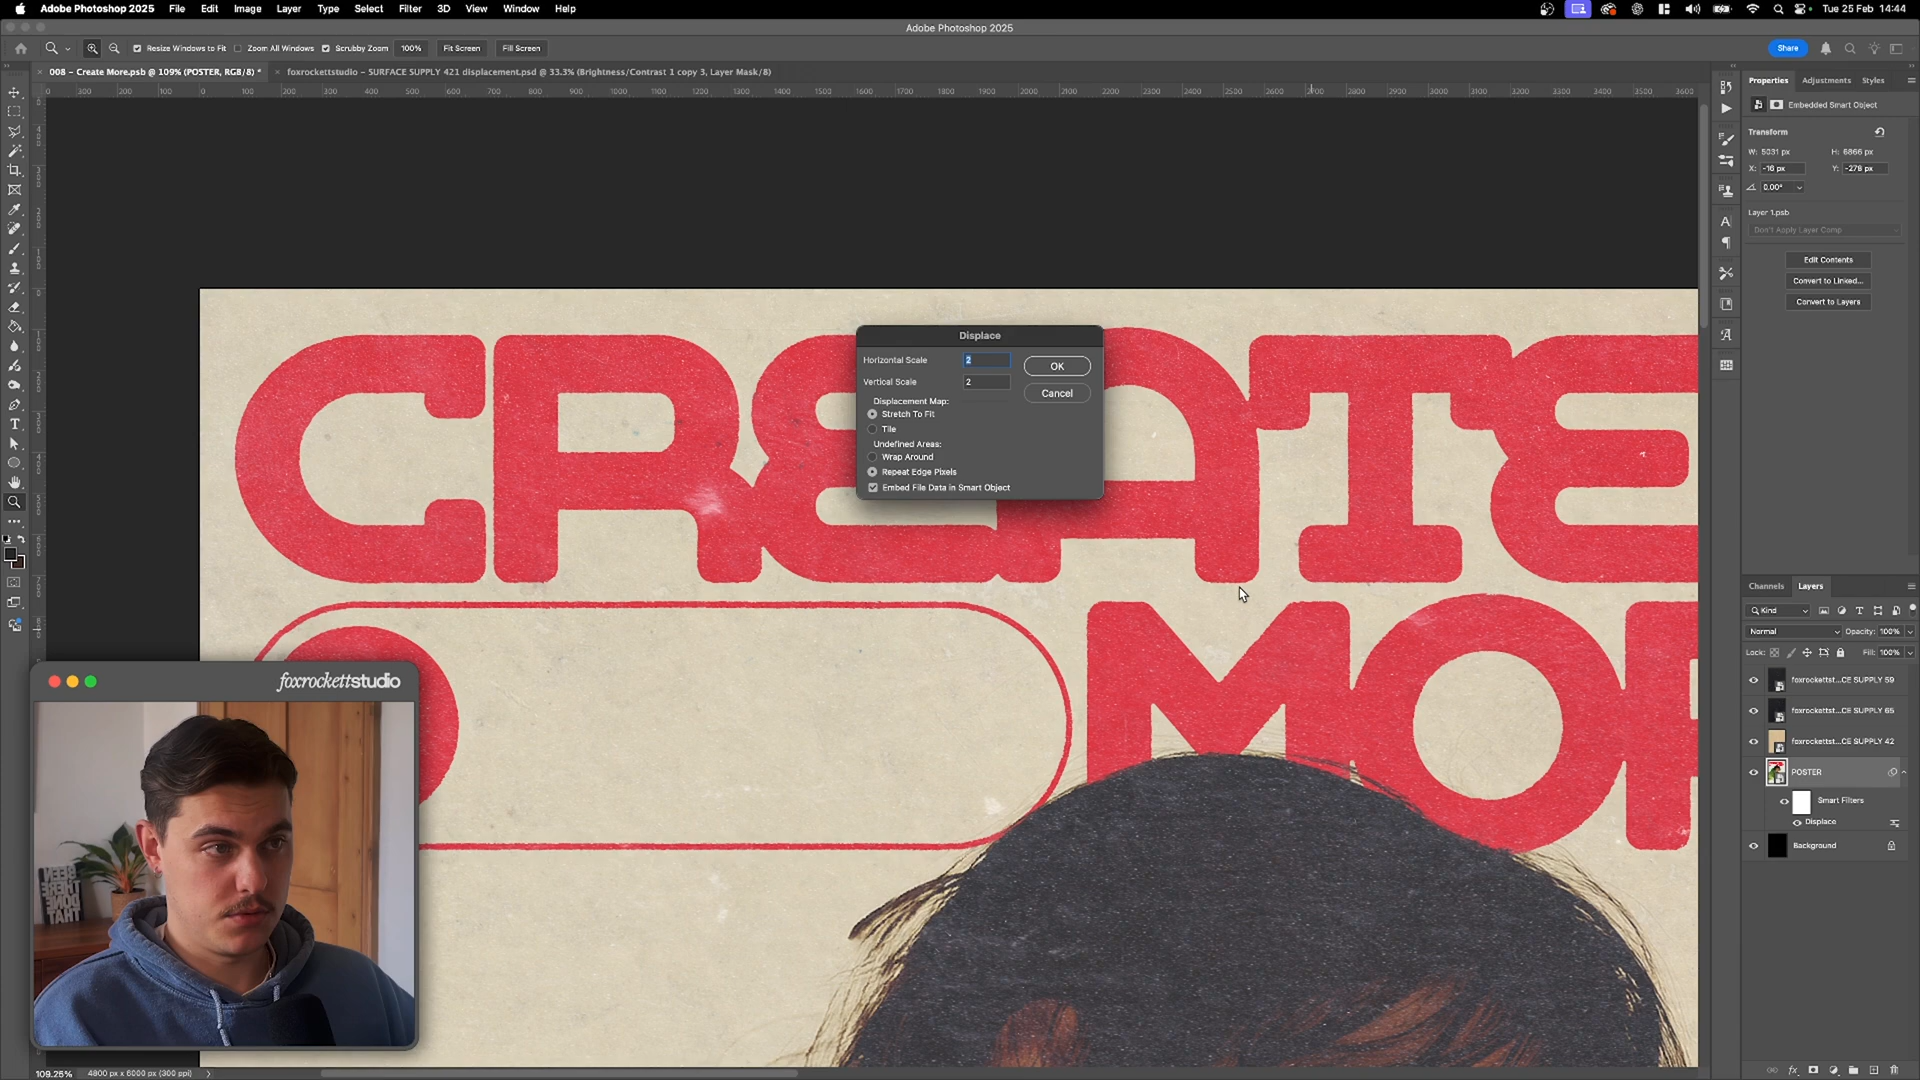 Adobe Photoshop 2025 File Edit Image Layer Type Select Filter 3D View Window Help Tue 25 Feb 14:44
Adobe Photoshop 2025
Resize Windows to Fit Zoom All Windows Scrubby Zoom 100% Fit Screen Fill Screen Share
008 – Create More.psb @ 109% (POSTER, RGB/8) * foxrockettstudio – SURFACE SUPPLY 421 displacement.psd @ 33.3% (Brightness/Contrast 1 copy 3, Layer Mask/8)
Properties Adjustments Styles
Embedded Smart Object
Transform
W: 5031 px H: 6866 px
X: -16 px Y: -278 px
0.00°
Layer 1.psb
Don't Apply Layer Comp
Edit Contents
Convert to Linked...
Convert to Layers
Displace
Horizontal Scale 2 OK
Vertical Scale 2 Cancel
Displacement Map:
Stretch To Fit
Tile
Undefined Areas:
Wrap Around
Repeat Edge Pixels
Embed File Data in Smart Object
CREATE
MOR
Channels Layers
Kind
Normal Opacity: 100%
Lock: Fill: 100%
foxrockettst...CE SUPPLY 59
foxrockettst...CE SUPPLY 65
foxrockettst...CE SUPPLY 42
POSTER
Smart Filters
Displace
Background
foxrockettstudio
BEEN
THERE
DONE
THAT
109.25% 4800 px x 6000 px (300 ppi)